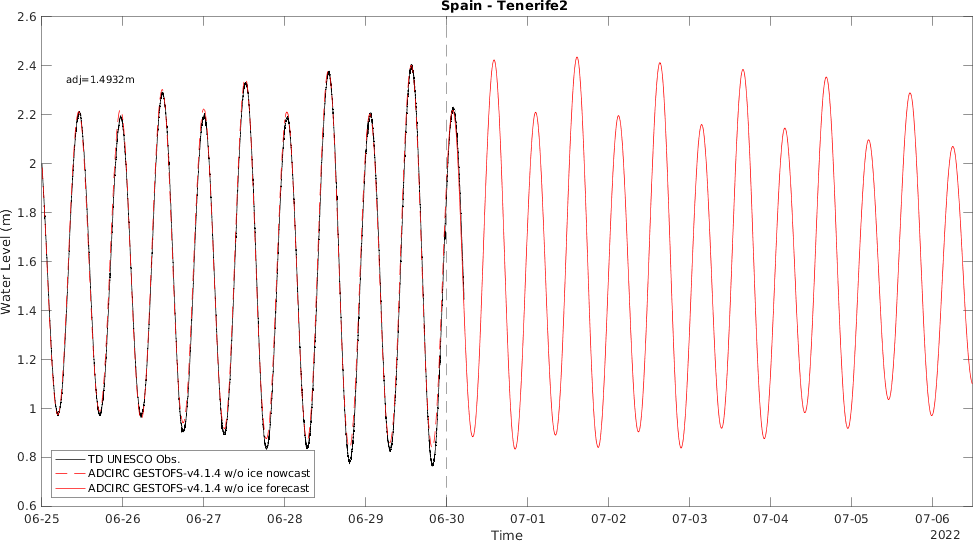 Spain - Tenerife2
2.6
2.4
2.2
2
1.8
1.6
1.4
1.2
1
0.8
0.6
Water Level (m)
adj=1.4932m
TD UNESCO Obs.
ADCIRC GESTOFS-v4.1.4 w/o ice nowcast
ADCIRC GESTOFS-v4.1.4 w/o ice forecast
06-25 06-26 06-27 06-28 06-29 06-30 07-01 07-02 07-03 07-04 07-05 07-06
2022
Time